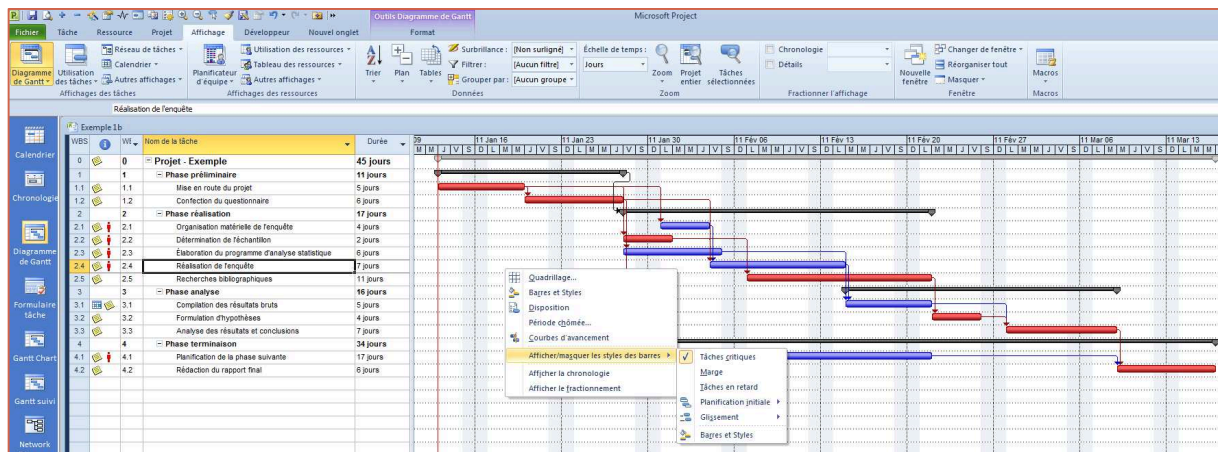 Outils Diagramme de Gantt
Microsoft Project
Fichier Tâche Ressource Projet Affichage Développeur Nouvel onglet Format
Diagramme de Gantt
Utilisation des tâches
Réseau de tâches
Calendrier
Autres affichages
Affichages des tâches
Planificateur d'équipe
Utilisation des ressources
Tableau des ressources
Autres affichages
Affichages des ressources
Trier
Plan
Tables
Surbrillance : [Non surligné]
Filtrer : [Aucun filtre]
Grouper par : [Aucun groupe
Données
Échelle de temps :
Jours
Zoom
Projet entier
Tâches sélectionnées
Zoom
Chronologie
Détails
Fractionner l'affichage
Nouvelle fenêtre
Changer de fenêtre
Réorganiser tout
Masquer
Fenêtre
Macros
Macros
Réalisation de l'enquête
Exemple 1b
Calendrier
Chronologie
Diagramme de Gantt
Formulaire tâche
Gantt Chart
Gantt suivi
Network
WBS Nom de la tâche Durée
0 0 Projet - Exemple 45 jours
1 1 Phase préliminaire 11 jours
1.1 1.1 Mise en route du projet 5 jours
1.2 1.2 Confection du questionnaire 6 jours
2 2 Phase réalisation 17 jours
2.1 2.1 Organisation matérielle de l'enquête 4 jours
2.2 2.2 Détermination de l'échantillon 2 jours
2.3 2.3 Élaboration du programme d'analyse statistique 6 jours
2.4 2.4 Réalisation de l'enquête 7 jours
2.5 2.5 Recherches bibliographiques 11 jours
3 3 Phase analyse 16 jours
3.1 3.1 Compilation des résultats bruts 5 jours
3.2 3.2 Formulation d'hypothèses 4 jours
3.3 3.3 Analyse des résultats et conclusions 7 jours
4 4 Phase terminaison 34 jours
4.1 4.1 Planification de la phase suivante 17 jours
4.2 4.2 Rédaction du rapport final 6 jours
09 11 Jan 16 11 Jan 23 11 Jan 30 11 Fév 06 11 Fév 13 11 Fév 20 11 Fév 27 11 Mar 06 11 Mar 13
M M J V S D L M M J V S D L M M J V S D L M M J V S D L M M J V S D L M M J V S D L M M J V S D L M M J V S D L M M J V S D L M M J
Quadrillage...
Barres et Styles
Disposition
Période chômée...
Courbes d'avancement
Afficher/masquer les styles des barres
Afficher la chronologie
Afficher le fractionnement
Tâches critiques
Marge
Tâches en retard
Planification initiale
Glissement
Barres et Styles